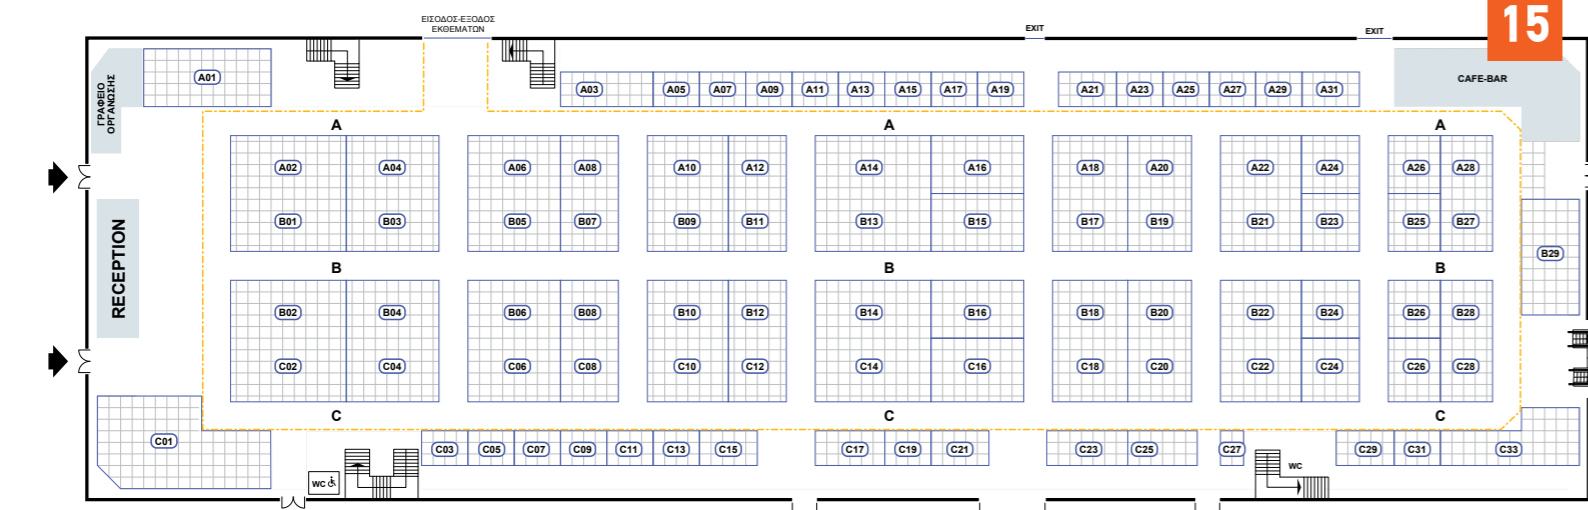 15
ΕΙΣΟΔΟΣ-ΕΞΟΔΟΣ
ΕΚΘΕΜΑΤΩΝ
EXIT
EXIT
ΓΡΑΦΕΙΟ
ΟΡΓΑΝΩΣΗΣ
A01
CAFE-BAR
A03 A05 A07 A09 A11 A13 A15 A17 A19 A21 A23 A25 A27 A29 A31
A A A
A02 A04 A06 A08 A10 A12 A14 A16 A18 A20 A22 A24 A26 A28
B01 B03 B05 B07 B09 B11 B13 B15 B17 B19 B21 B23 B25 B27
RECEPTION
B29
B B B
B02 B04 B06 B08 B10 B12 B14 B16 B18 B20 B22 B24 B26 B28
C02 C04 C06 C08 C10 C12 C14 C16 C18 C20 C22 C24 C26 C28
C C C
C01
C03 C05 C07 C09 C11 C13 C15 C17 C19 C21 C23 C25 C27 C29 C31 C33
WC
WC